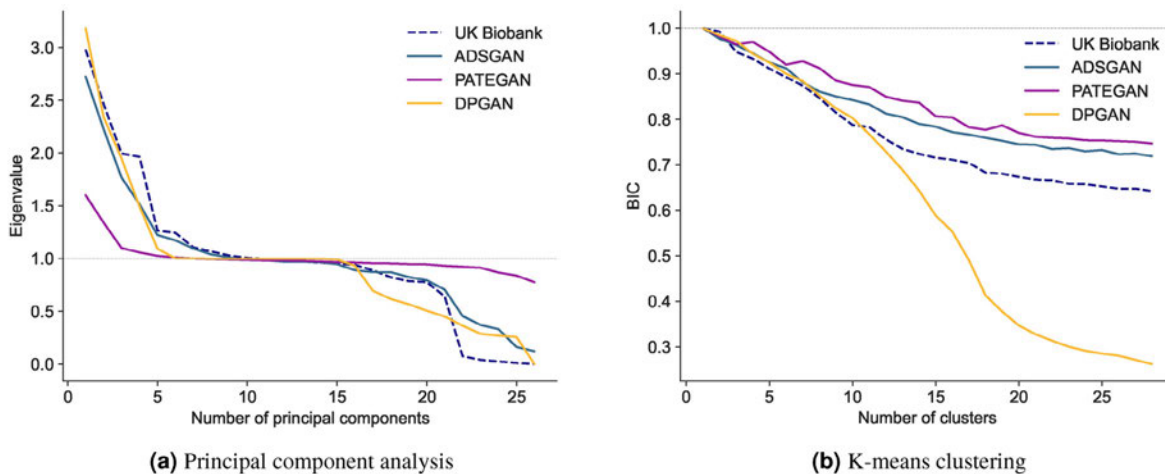 3.0
2.5
2.0
1.5
1.0
0.5
0.0
Eigenvalue
UK Biobank
ADSGAN
PATEGAN
DPGAN
0 5 10 15 20 25
Number of principal components
(a) Principal component analysis
1.0
0.9
0.8
0.7
0.6
0.5
0.4
0.3
BIC
UK Biobank
ADSGAN
PATEGAN
DPGAN
0 5 10 15 20 25
Number of clusters
(b) K-means clustering